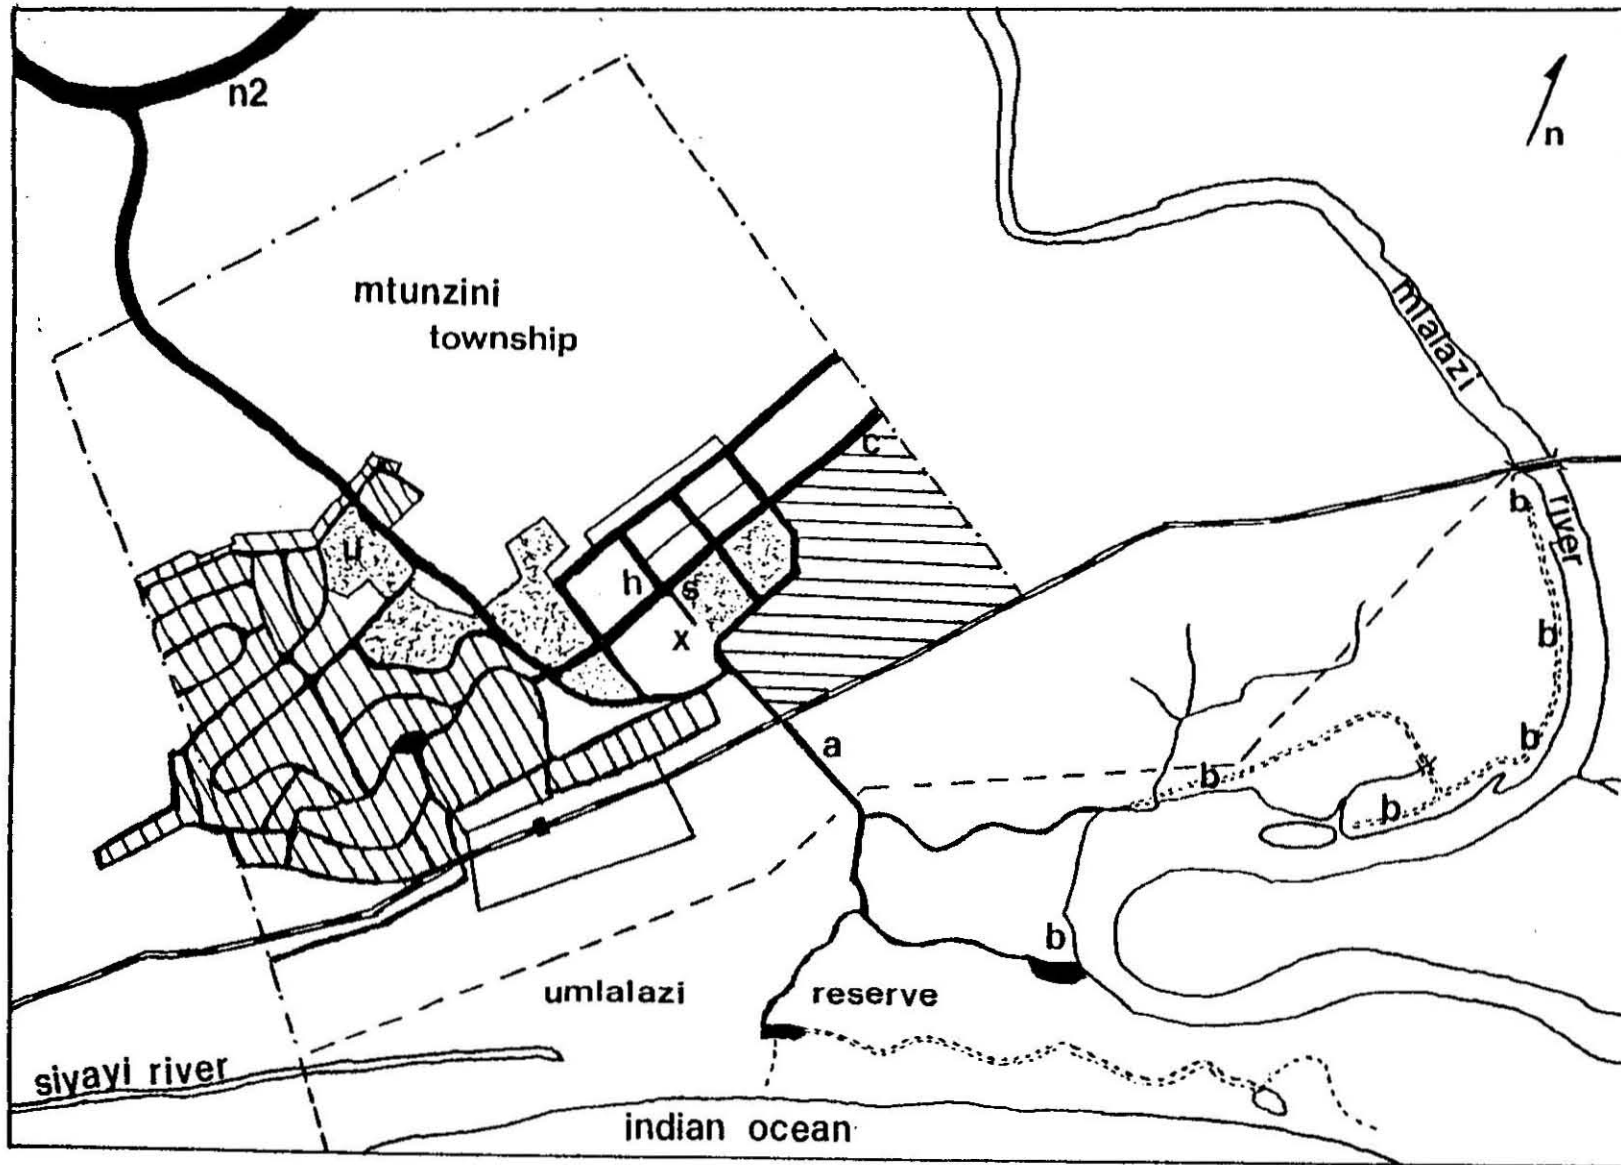 n2
n
mtunzini
township
mlalazi
river
c
u
h
s
x
b
b
b
b
b
a
b
umlalazi reserve
siyayi river
indian ocean